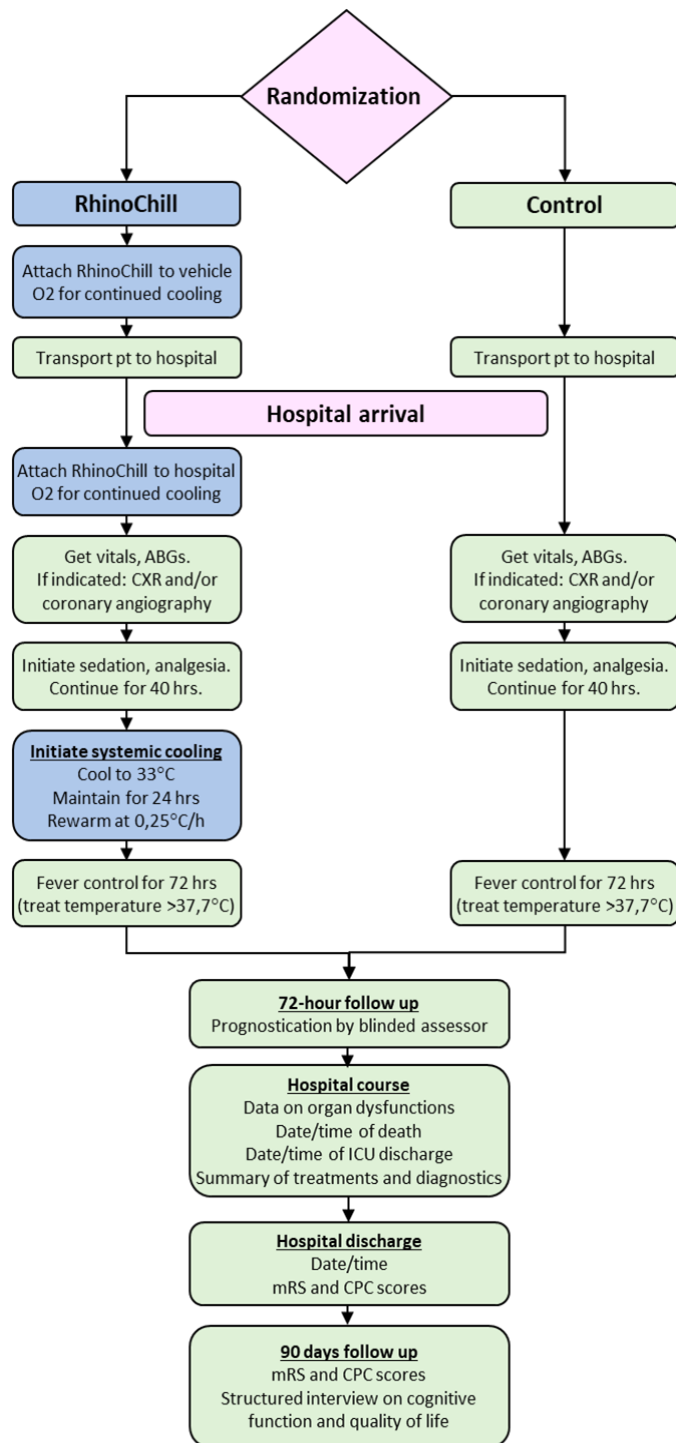 Randomization
RhinoChill
Control
Attach RhinoChill to vehicle
O2 for continued cooling
Transport pt to hospital
Transport pt to hospital
Hospital arrival
Attach RhinoChill to hospital
O2 for continued cooling
Get vitals, ABGs.
If indicated: CXR and/or
coronary angiography
Get vitals, ABGs.
If indicated: CXR and/or
coronary angiography
Initiate sedation, analgesia.
Continue for 40 hrs.
Initiate sedation, analgesia.
Continue for 40 hrs.
Initiate systemic cooling
Cool to 33°C
Maintain for 24 hrs
Rewarm at 0,25°C/h
Fever control for 72 hrs
(treat temperature >37,7°C)
Fever control for 72 hrs
(treat temperature >37,7°C)
72-hour follow up
Prognostication by blinded assessor
Hospital course
Data on organ dysfunctions
Date/time of death
Date/time of ICU discharge
Summary of treatments and diagnostics
Hospital discharge
Date/time
mRS and CPC scores
90 days follow up
mRS and CPC scores
Structured interview on cognitive
function and quality of life